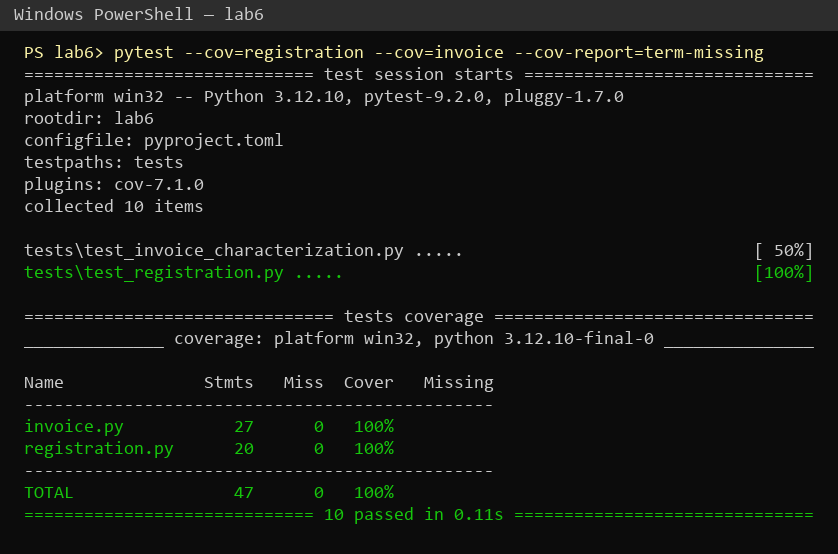 Windows PowerShell — lab6
PS lab6> pytest --cov=registration --cov=invoice --cov-report=term-missing
============================= test session starts =============================
platform win32 -- Python 3.12.10, pytest-9.2.0, pluggy-1.7.0
rootdir: lab6
configfile: pyproject.toml
testpaths: tests
plugins: cov-7.1.0
collected 10 items
tests\test_invoice_characterization.py ..... [ 50%]
tests\test_registration.py ..... [100%]
=============================== tests coverage ================================
______________ coverage: platform win32, python 3.12.10-final-0 _______________
Name Stmts Miss Cover Missing
-----------------------------------------------
invoice.py 27 0 100%
registration.py 20 0 100%
-----------------------------------------------
TOTAL 47 0 100%
============================= 10 passed in 0.11s ==============================